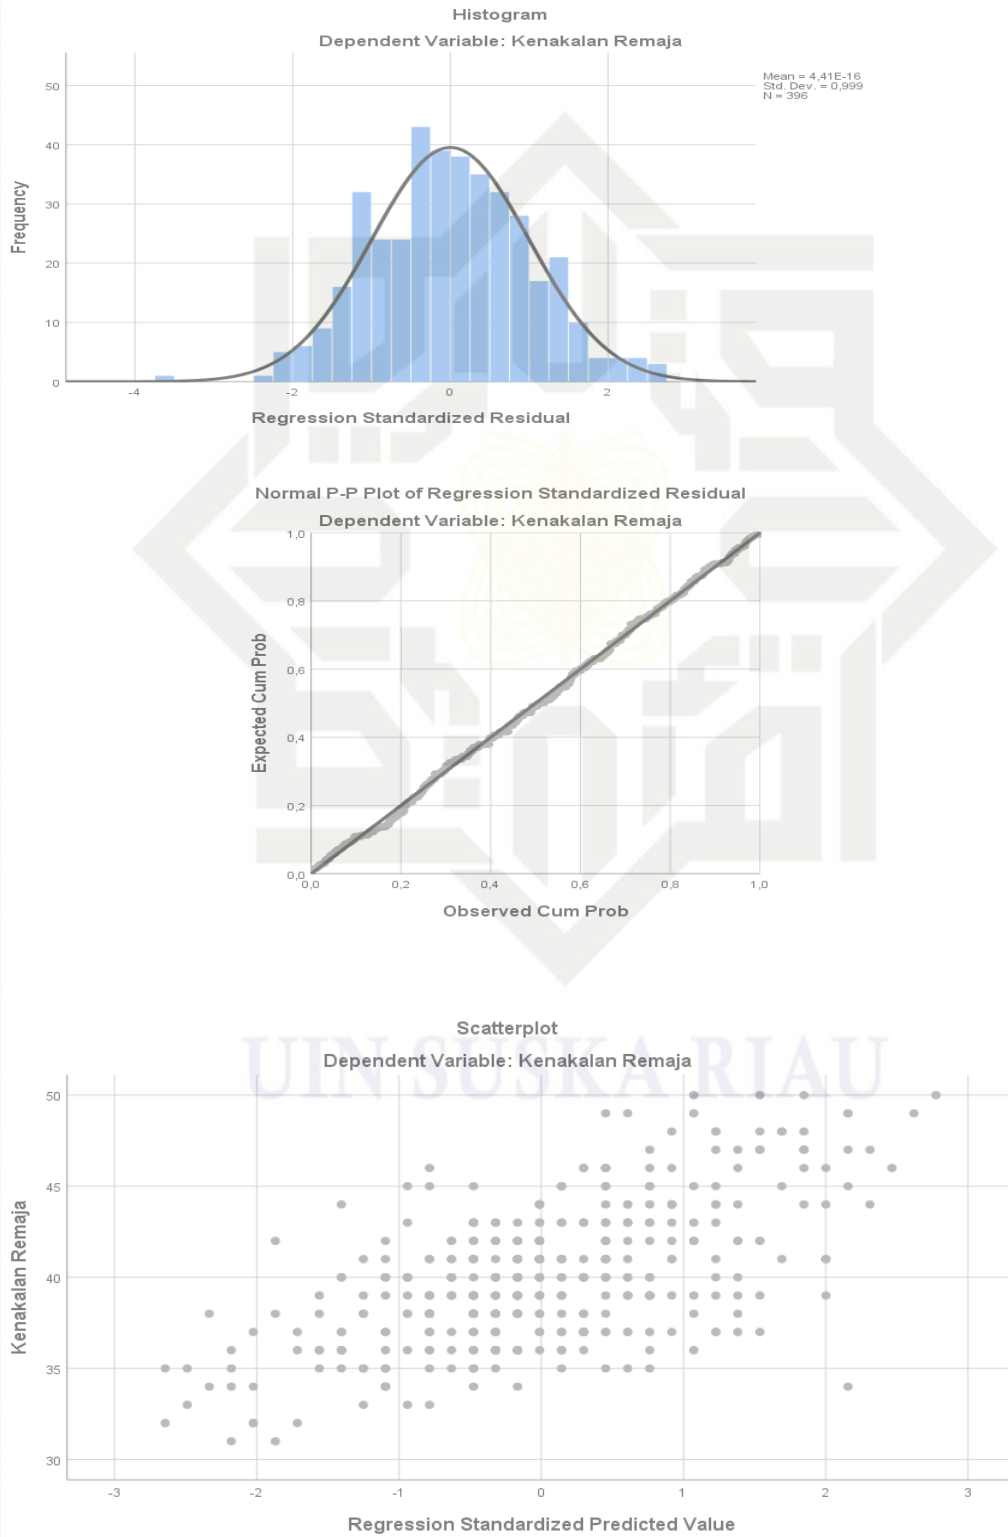 Histogram
Dependent Variable: Kenakalan Remaja
Mean = 4,41E-16
Std. Dev. = 0,999
N = 396
Frequency
50
40
30
20
10
0
-4 -2 0 2
Regression Standardized Residual
Normal P-P Plot of Regression Standardized Residual
Dependent Variable: Kenakalan Remaja
Expected Cum Prob
1,0
0,8
0,6
0,4
0,2
0,0
0,0 0,2 0,4 0,6 0,8 1,0
Observed Cum Prob
Scatterplot
UIN SUSKA RIAU
Dependent Variable: Kenakalan Remaja
Kenakalan Remaja
50
45
40
35
30
-3 -2 -1 0 1 2 3
Regression Standardized Predicted Value